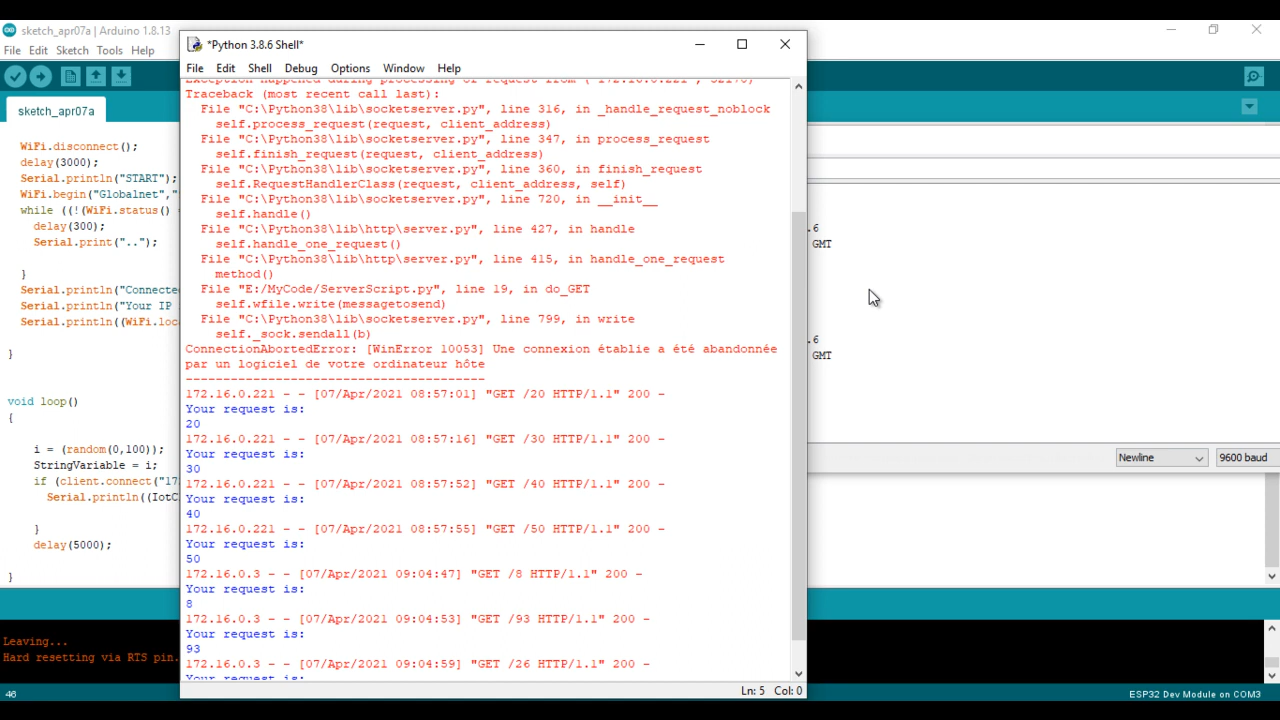 sketch_apr07a | Arduino 1.8.13
File Edit Sketch Tools Help
sketch_apr07a
WiFi.disconnect();
delay(3000);
Serial.println("START");
WiFi.begin("Globalnet","
while ((!(WiFi.status()
delay(300);
Serial.print("..");
}
Serial.println("Connecte
Serial.println("Your IP
Serial.println((WiFi.loc
}
void loop()
{
i = (random(0,100));
StringVariable = i;
if (client.connect("17
Serial.println((IotC
}
delay(5000);
}
*Python 3.8.6 Shell*
File Edit Shell Debug Options Window Help
Exception happened during processing of request from ('172.16.0.221',
Traceback (most recent call last):
File "C:\Python38\lib\socketserver.py", line 316, in _handle_request_noblock
self.process_request(request, client_address)
File "C:\Python38\lib\socketserver.py", line 347, in process_request
self.finish_request(request, client_address)
File "C:\Python38\lib\socketserver.py", line 360, in finish_request
self.RequestHandlerClass(request, client_address, self)
File "C:\Python38\lib\socketserver.py", line 720, in __init__
self.handle()
File "C:\Python38\lib\http\server.py", line 427, in handle
self.handle_one_request()
File "C:\Python38\lib\http\server.py", line 415, in handle_one_request
method()
File "E:/MyCode/ServerScript.py", line 19, in do_GET
self.wfile.write(messagetosend)
File "C:\Python38\lib\socketserver.py", line 799, in write
self._sock.sendall(b)
ConnectionAbortedError: [WinError 10053] Une connexion établie a été abandonnée
par un logiciel de votre ordinateur hôte
----------------------------------------
172.16.0.221 - - [07/Apr/2021 08:57:01] "GET /20 HTTP/1.1" 200 -
Your request is:
20
172.16.0.221 - - [07/Apr/2021 08:57:16] "GET /30 HTTP/1.1" 200 -
Your request is:
30
172.16.0.221 - - [07/Apr/2021 08:57:52] "GET /40 HTTP/1.1" 200 -
Your request is:
40
172.16.0.221 - - [07/Apr/2021 08:57:55] "GET /50 HTTP/1.1" 200 -
Your request is:
50
172.16.0.3 - - [07/Apr/2021 09:04:47] "GET /8 HTTP/1.1" 200 -
Your request is:
8
172.16.0.3 - - [07/Apr/2021 09:04:53] "GET /93 HTTP/1.1" 200 -
Your request is:
93
172.16.0.3 - - [07/Apr/2021 09:04:59] "GET /26 HTTP/1.1" 200 -
Your request is:
Ln: 5 Col: 0
.6
GMT
.6
GMT
Newline 9600 baud
Leaving...
Hard resetting via RTS pin.
46
ESP32 Dev Module on COM3